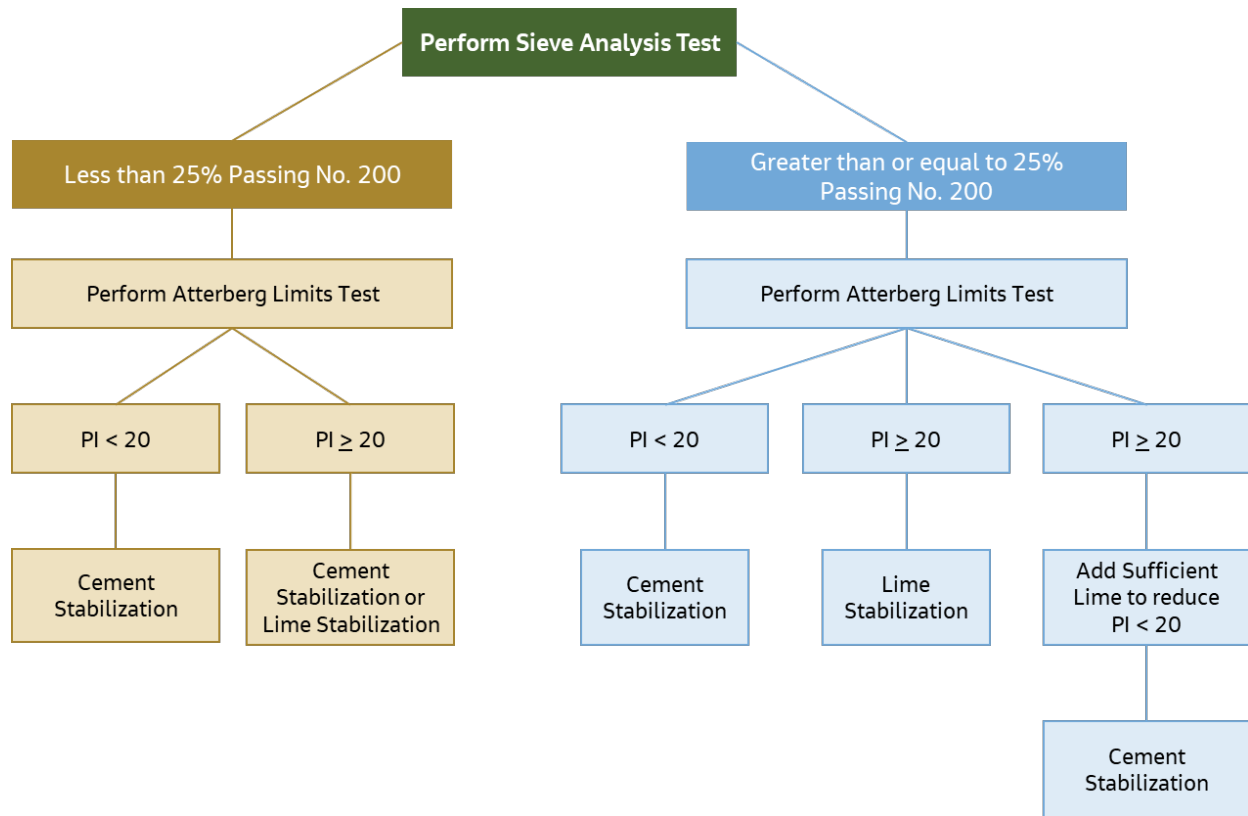 Perform Sieve Analysis Test
Less than 25% Passing No. 200
Greater than or equal to 25%
Passing No. 200
Perform Atterberg Limits Test
Perform Atterberg Limits Test
PI < 20
PI ≥ 20
PI < 20
PI ≥ 20
PI ≥ 20
Cement
Stabilization
Cement
Stabilization or
Lime Stabilization
Cement
Stabilization
Lime
Stabilization
Add Sufficient
Lime to reduce
PI < 20
Cement
Stabilization